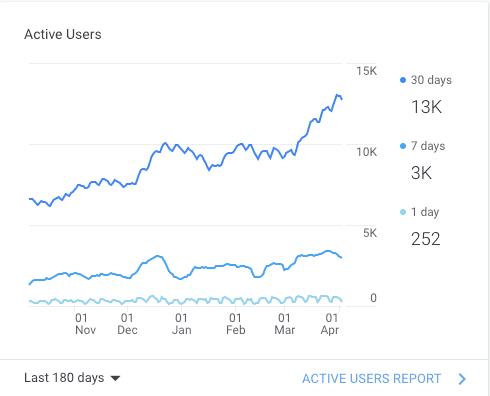 Active Users
15K
10K
5K
0
01 01 01 01 01 01
Nov Dec Jan Feb Mar Apr
30 days
13K
7 days
3K
1 day
252
Last 180 days
ACTIVE USERS REPORT